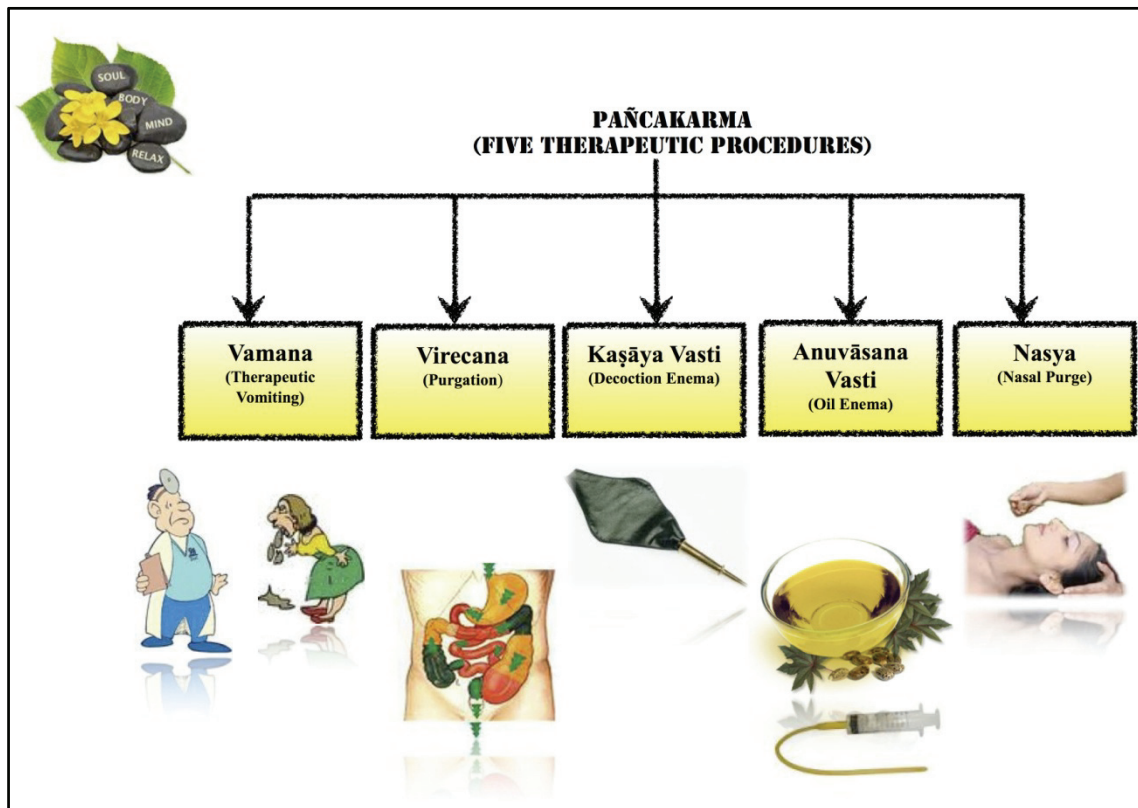 SOUL
BODY
MIND
RELAX
PAÑCAKARMA
(FIVE THERAPEUTIC PROCEDURES)
Vamana
(Therapeutic
Vomiting)
Virecana
(Purgation)
Kaṣāya Vasti
(Decoction Enema)
Anuvāsana
Vasti
(Oil Enema)
Nasya
(Nasal Purge)